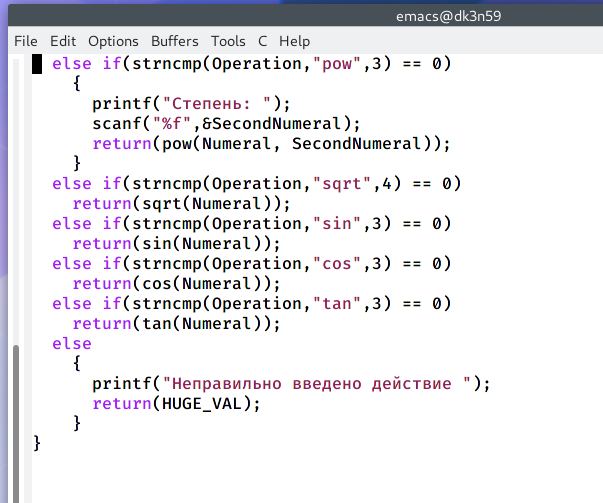 emacs@dk3n59
File Edit Options Buffers Tools C Help
else if(strncmp(Operation,"pow",3) == 0)
{
printf("Степень: ");
scanf("%f",&SecondNumeral);
return(pow(Numeral, SecondNumeral));
}
else if(strncmp(Operation,"sqrt",4) == 0)
return(sqrt(Numeral));
else if(strncmp(Operation,"sin",3) == 0)
return(sin(Numeral));
else if(strncmp(Operation,"cos",3) == 0)
return(cos(Numeral));
else if(strncmp(Operation,"tan",3) == 0)
return(tan(Numeral));
else
{
printf("Неправильно введено действие ");
return(HUGE_VAL);
}
}